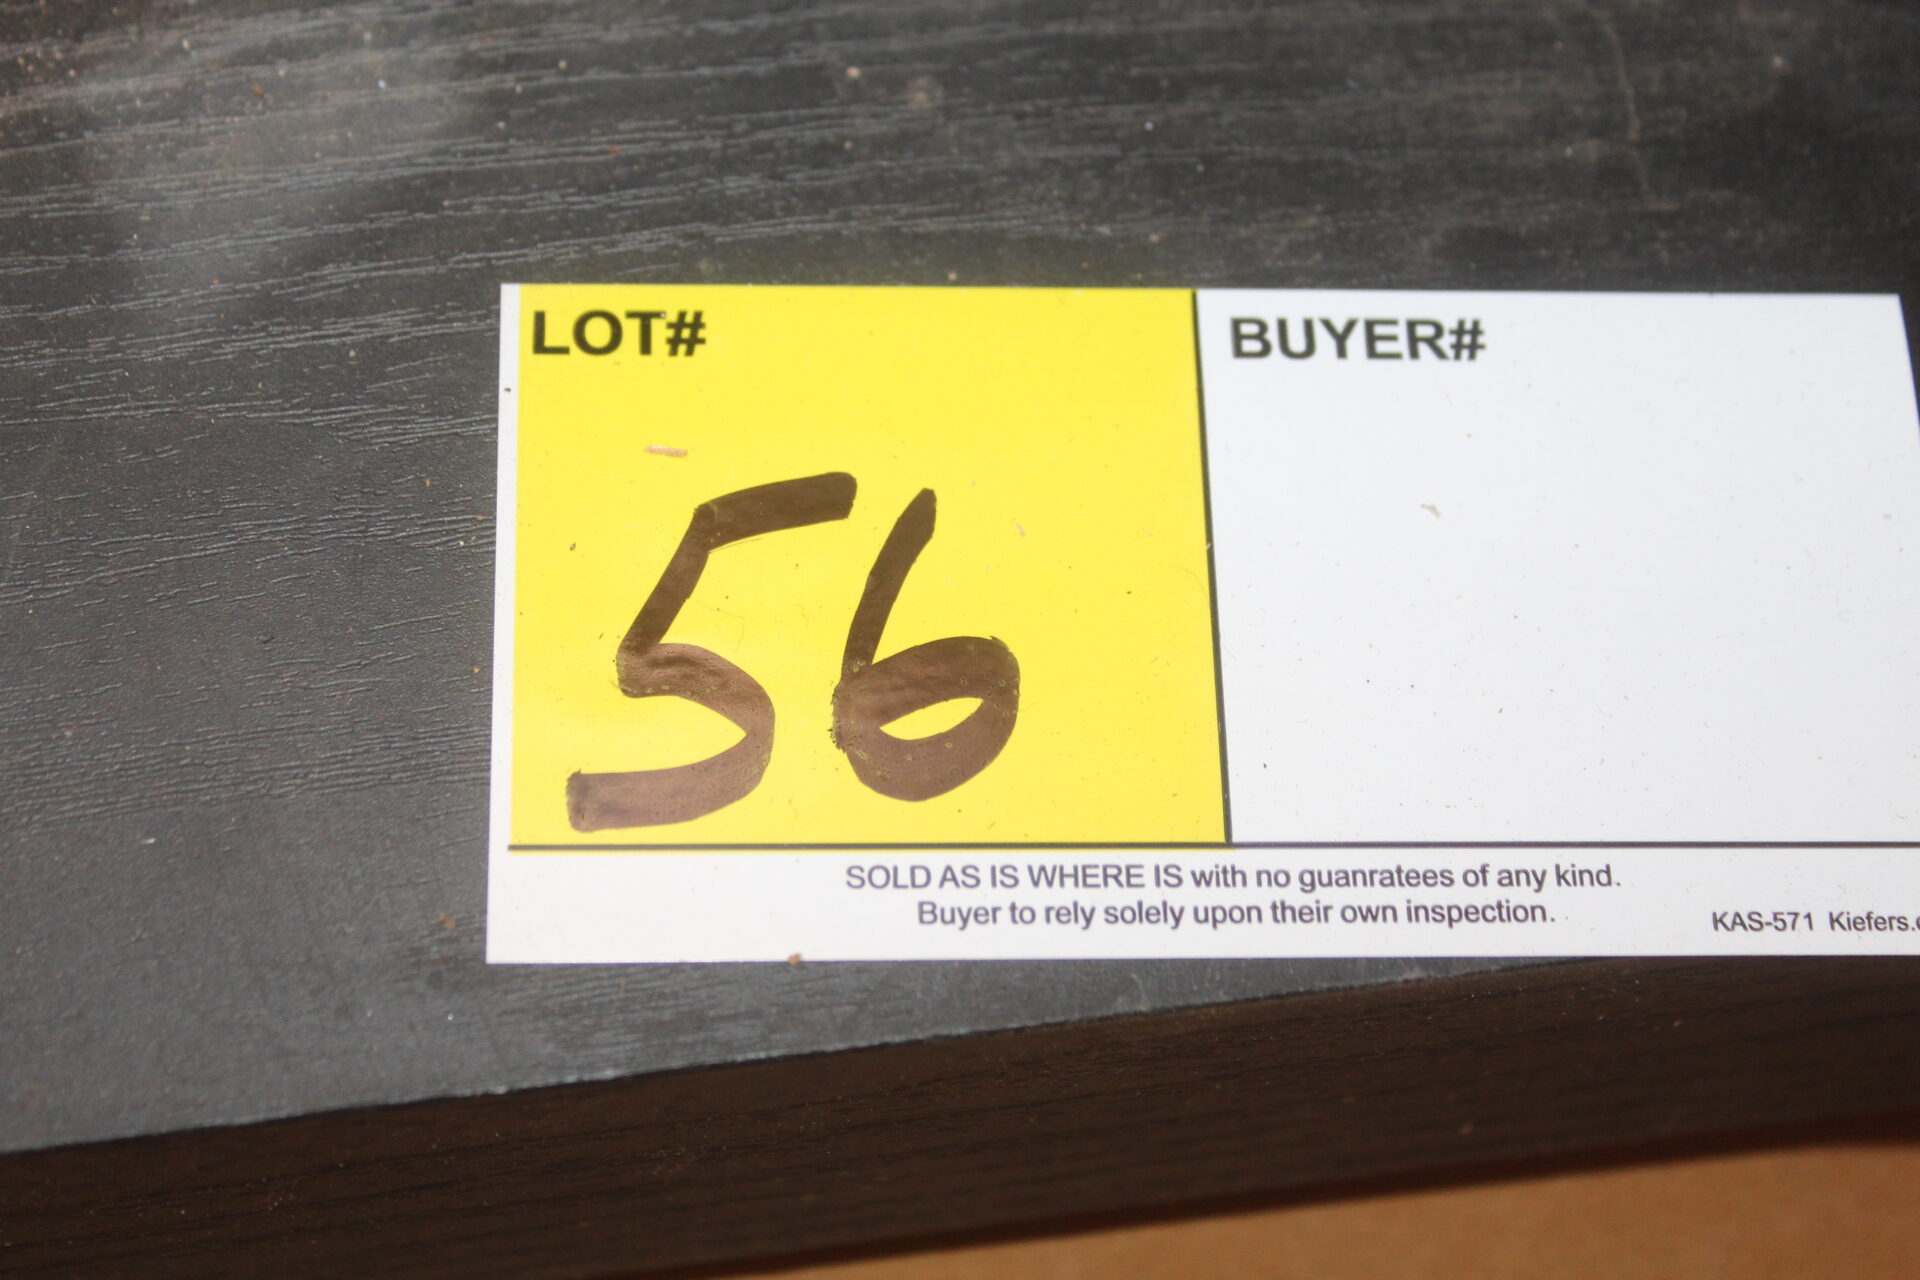 LOT#
BUYER#
56
SOLD AS IS WHERE IS with no guanratees of any kind.
Buyer to rely solely upon their own inspection.
KAS-571 Kiefers.